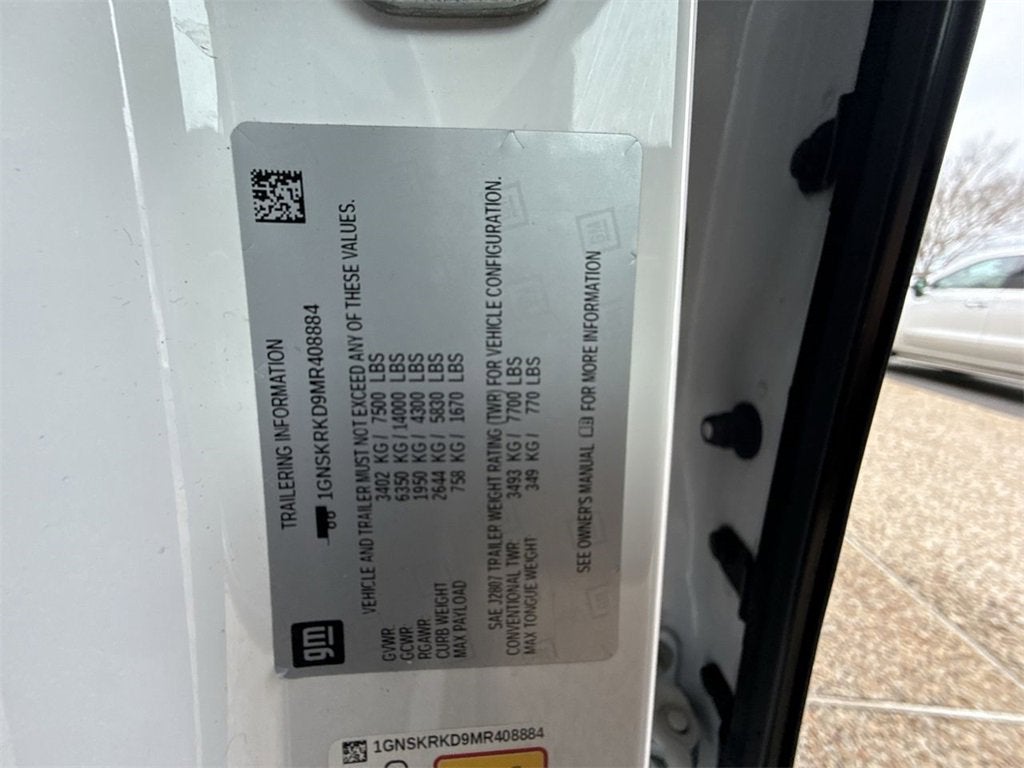 gm
TRAILERING INFORMATION
1GNSKRKD9MR408884
VEHICLE AND TRAILER MUST NOT EXCEED ANY OF THESE VALUES.
GVWR: 3402 KG / 7500 LBS
GCWR: 6350 KG / 14000 LBS
RGAWR: 1950 KG / 4300 LBS
CURB WEIGHT 2644 KG / 5830 LBS
MAX PAYLOAD 758 KG / 1670 LBS
SAE J2807 TRAILER WEIGHT RATING (TWR) FOR VEHICLE CONFIGURATION.
CONVENTIONAL TWR: 3493 KG / 7700 LBS
MAX TONGUE WEIGHT 349 KG / 770 LBS
SEE OWNER'S MANUAL FOR MORE INFORMATION
1GNSKRKD9MR408884